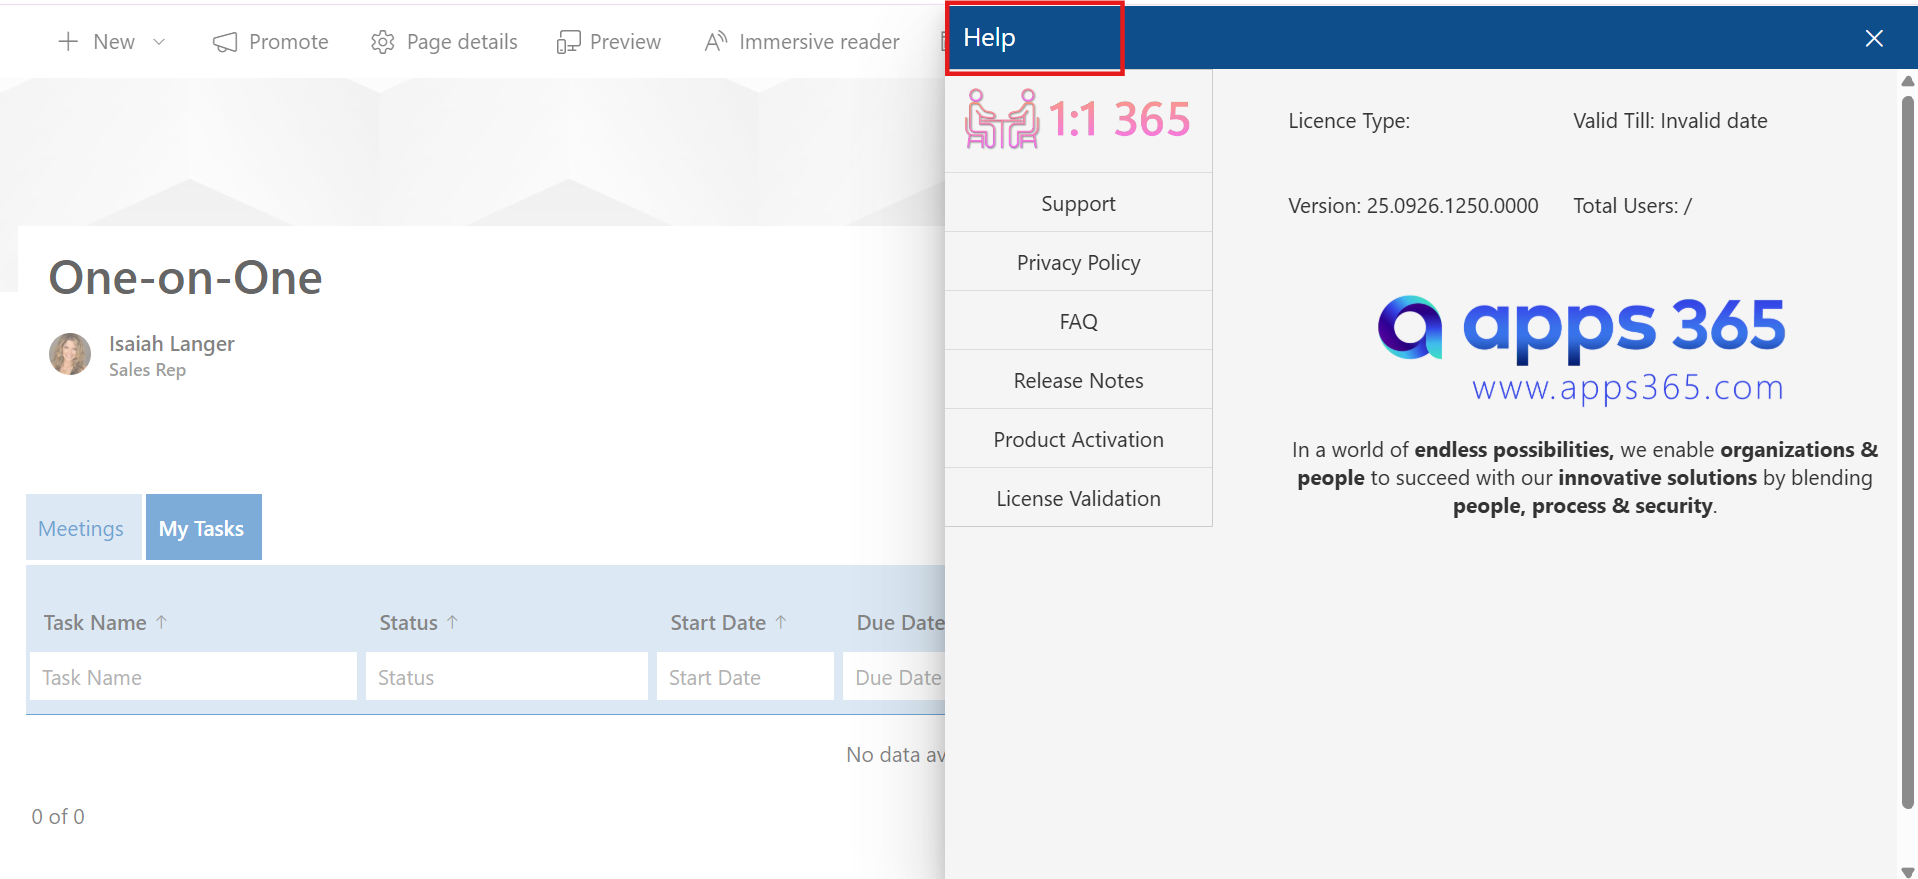 New
Promote
Page details
Preview
Immersive reader
Help
1:1 365
Support
Privacy Policy
FAQ
Release Notes
Product Activation
License Validation
Licence Type:
Valid Till: Invalid date
Version: 25.0926.1250.0000
Total Users: /
apps 365
www.apps365.com
In a world of endless possibilities, we enable organizations &
people to succeed with our innovative solutions by blending
people, process & security.
One-on-One
Isaiah Langer
Sales Rep
Meetings
My Tasks
Task Name ↑
Status ↑
Start Date ↑
Due Date
Task Name
Status
Start Date
Due Date
No data av
0 of 0